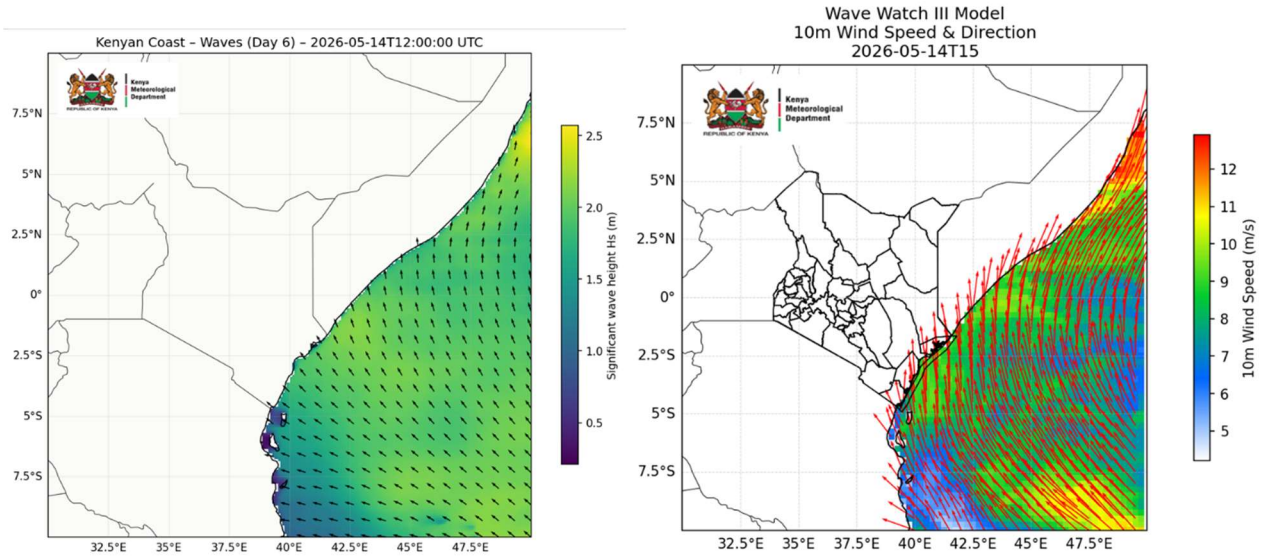 Kenyan Coast – Waves (Day 6) – 2026-05-14T12:00:00 UTC
Kenya
Meteorological
Department
REPUBLIC OF KENYA
7.5°N
5°N
2.5°N
0°
2.5°S
5°S
7.5°S
32.5°E 35°E 37.5°E 40°E 42.5°E 45°E 47.5°E
2.5
2.0
1.5
1.0
0.5
Significant wave height Hs (m)
Wave Watch III Model
10m Wind Speed & Direction
2026-05-14T15
Kenya
Meteorological
Department
REPUBLIC OF KENYA
7.5°N
5°N
2.5°N
0°
2.5°S
5°S
7.5°S
32.5°E 35°E 37.5°E 40°E 42.5°E 45°E 47.5°E
12
11
10
9
8
7
6
5
10m Wind Speed (m/s)